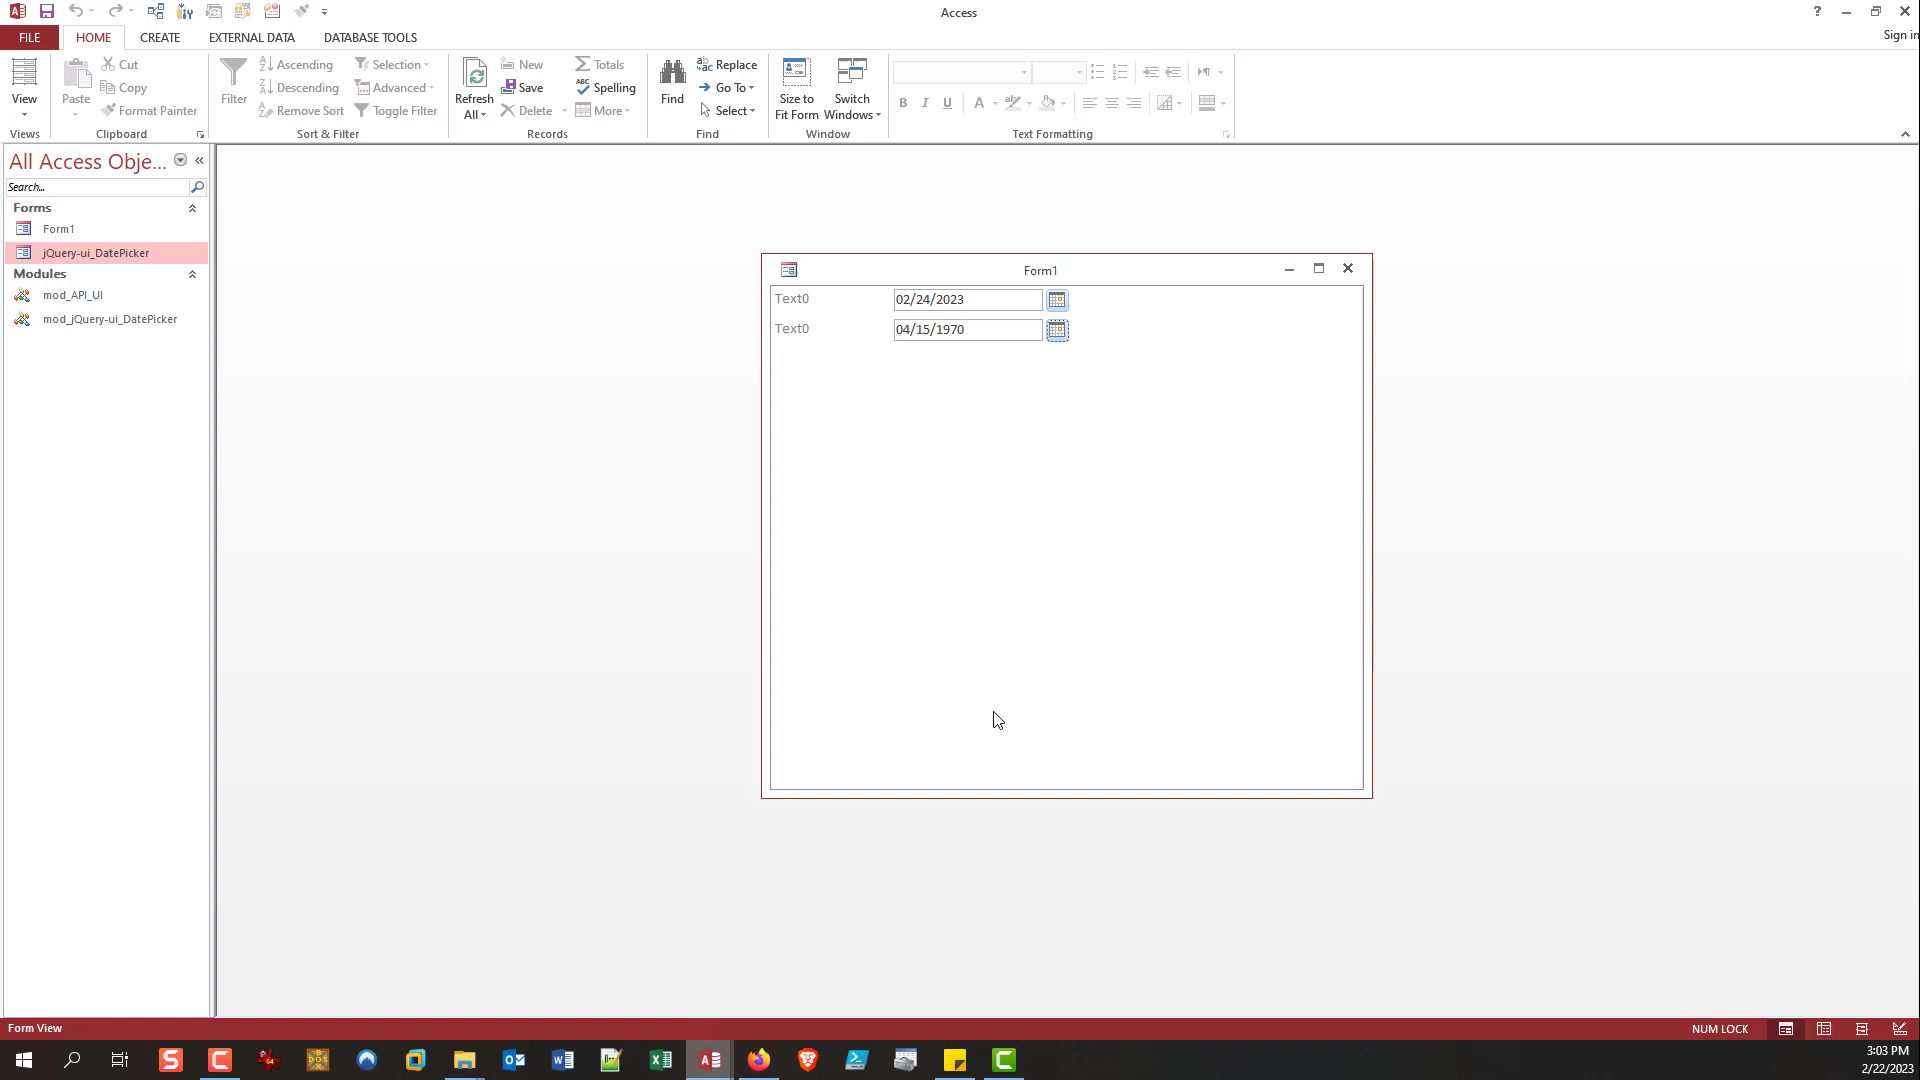 Access
FILE HOME CREATE EXTERNAL DATA DATABASE TOOLS
Sign in
View
Views
Paste
Cut
Copy
Format Painter
Clipboard
Filter
Ascending
Descending
Remove Sort
Selection
Advanced
Toggle Filter
Sort & Filter
Refresh
All
New
Save
Delete
Totals
Spelling
More
Records
Find
Replace
Go To
Select
Find
Size to
Fit Form
Switch
Windows
Window
B I U A
Text Formatting
All Access Obje...
Search...
Forms
Form1
jQuery-ui_DatePicker
Modules
mod_API_UI
mod_jQuery-ui_DatePicker
Form1
Text0 02/24/2023
Text0 04/15/1970
Form View
NUM LOCK
3:03 PM
2/22/2023